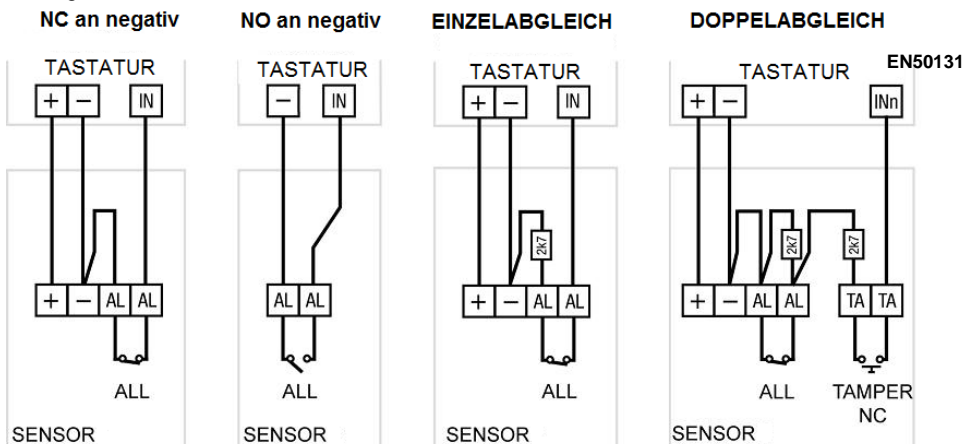 NC an negativ
NO an negativ
EINZELABGLEICH
DOPPELABGLEICH
EN50131
TASTATUR
+ − IN
+ − AL AL
ALL
SENSOR
TASTATUR
− IN
AL AL
ALL
SENSOR
TASTATUR
+ − IN
2k7
+ − AL AL
ALL
SENSOR
TASTATUR
+ − INn
2k7 2k7
+ − AL AL TA TA
ALL
TAMPER
NC
SENSOR